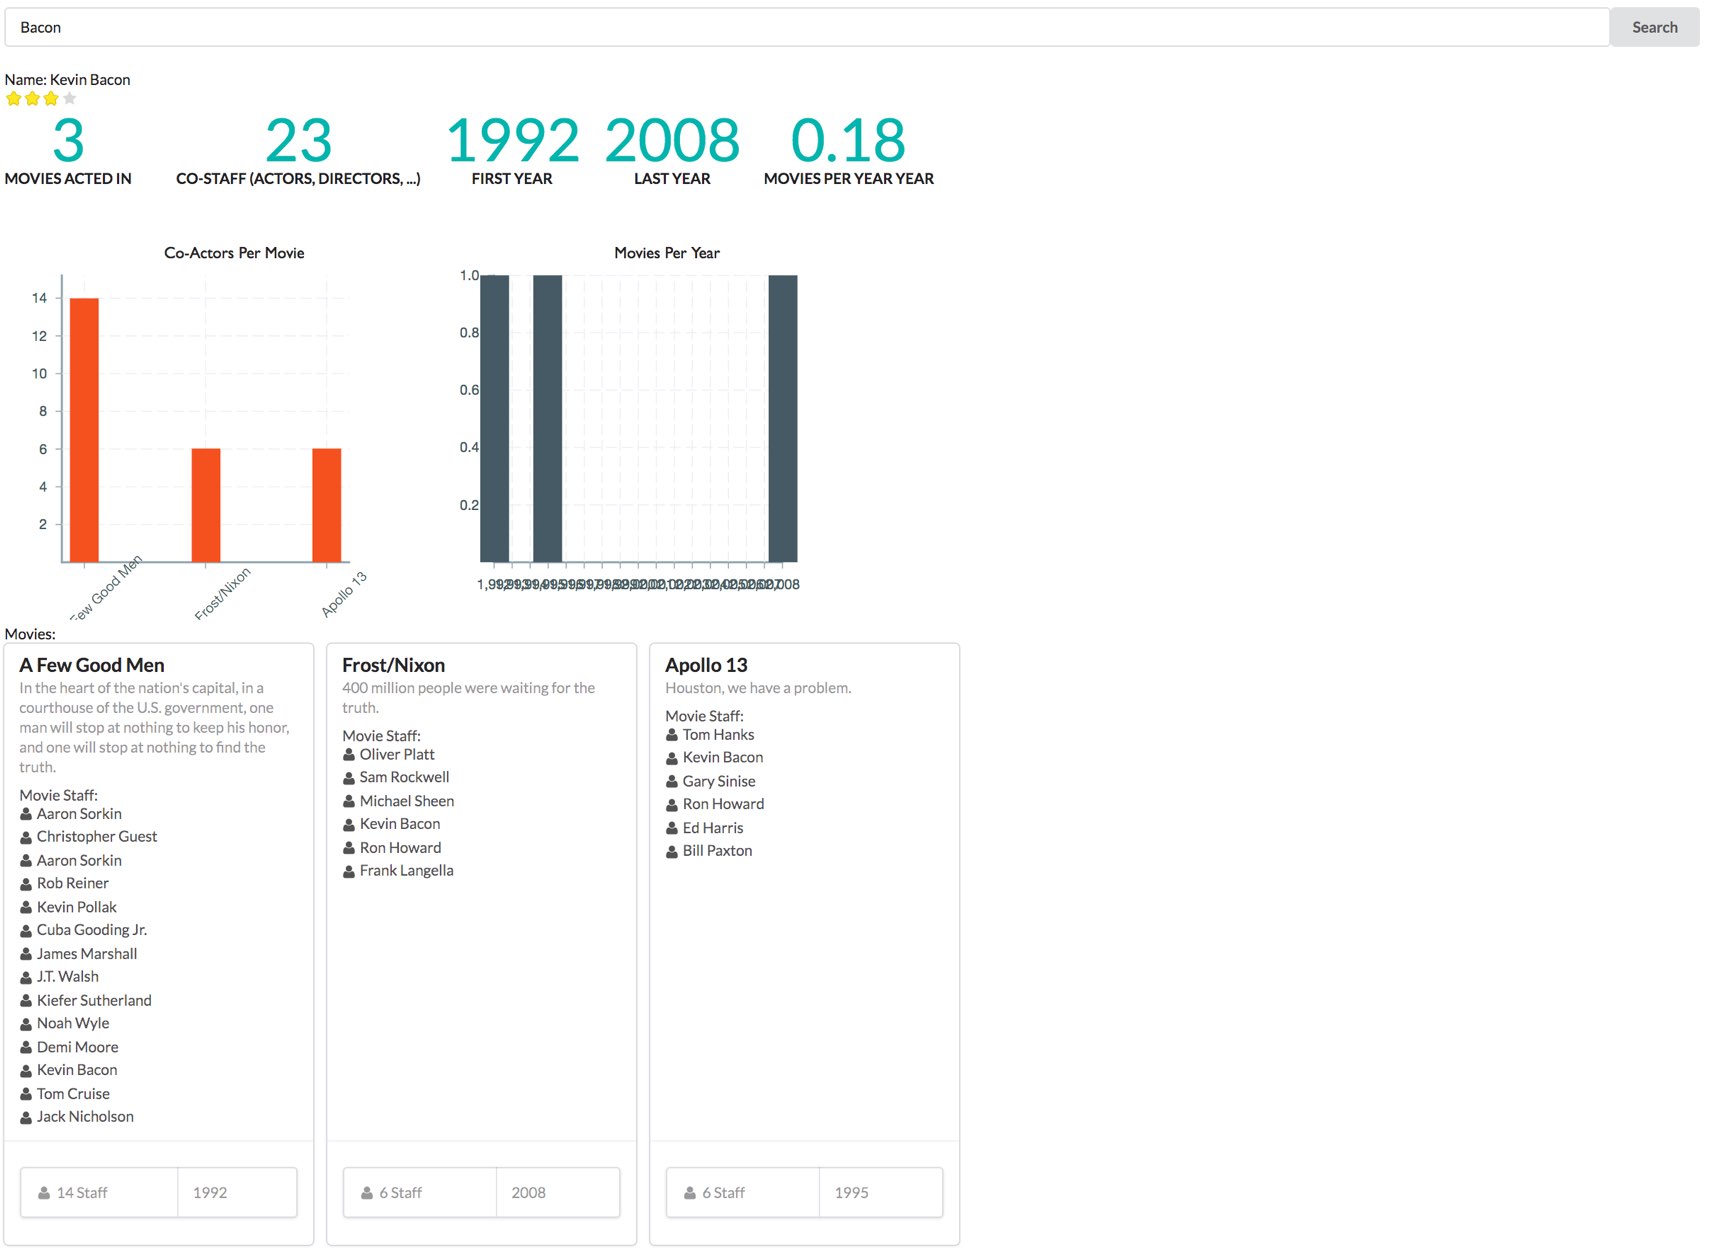 Bacon
Search
Name: Kevin Bacon
3
MOVIES ACTED IN
23
CO-STAFF (ACTORS, DIRECTORS, ...)
1992
FIRST YEAR
2008
LAST YEAR
0.18
MOVIES PER YEAR YEAR
Co-Actors Per Movie
14
12
10
8
6
4
2
Few Good Men
Frost/Nixon
Apollo 13
Movies Per Year
1.0
0.8
0.6
0.4
0.2
Movies:
A Few Good Men
In the heart of the nation's capital, in a
courthouse of the U.S. government, one
man will stop at nothing to keep his honor,
and one will stop at nothing to find the
truth.
Movie Staff:
Aaron Sorkin
Christopher Guest
Aaron Sorkin
Rob Reiner
Kevin Pollak
Cuba Gooding Jr.
James Marshall
J.T. Walsh
Kiefer Sutherland
Noah Wyle
Demi Moore
Kevin Bacon
Tom Cruise
Jack Nicholson
14 Staff
1992
Frost/Nixon
400 million people were waiting for the
truth.
Movie Staff:
Oliver Platt
Sam Rockwell
Michael Sheen
Kevin Bacon
Ron Howard
Frank Langella
6 Staff
2008
Apollo 13
Houston, we have a problem.
Movie Staff:
Tom Hanks
Kevin Bacon
Gary Sinise
Ron Howard
Ed Harris
Bill Paxton
6 Staff
1995